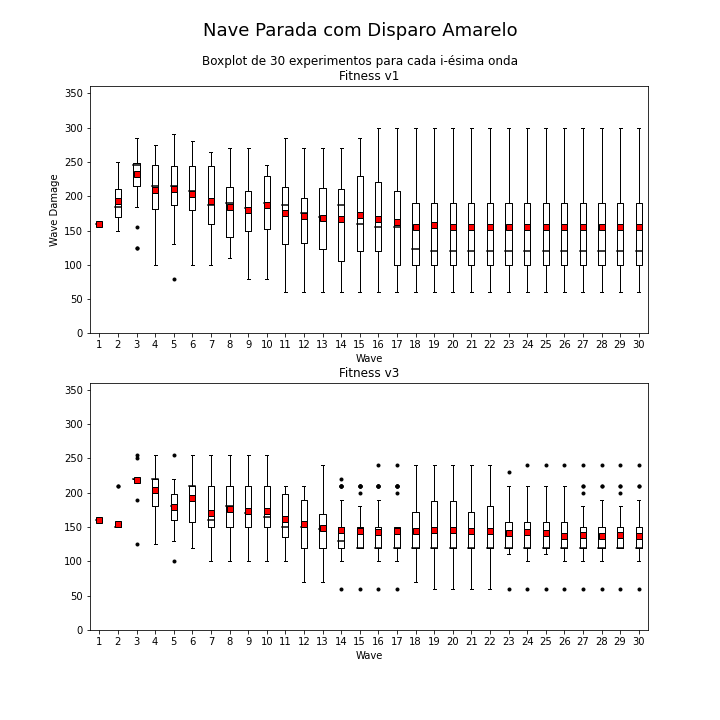 Nave Parada com Disparo Amarelo
Boxplot de 30 experimentos para cada i-ésima onda
Fitness v1
350
300
250
200
150
100
50
0
Wave Damage
1 2 3 4 5 6 7 8 9 10 11 12 13 14 15 16 17 18 19 20 21 22 23 24 25 26 27 28 29 30
Wave
Fitness v3
350
300
250
200
150
100
50
0
1 2 3 4 5 6 7 8 9 10 11 12 13 14 15 16 17 18 19 20 21 22 23 24 25 26 27 28 29 30
Wave